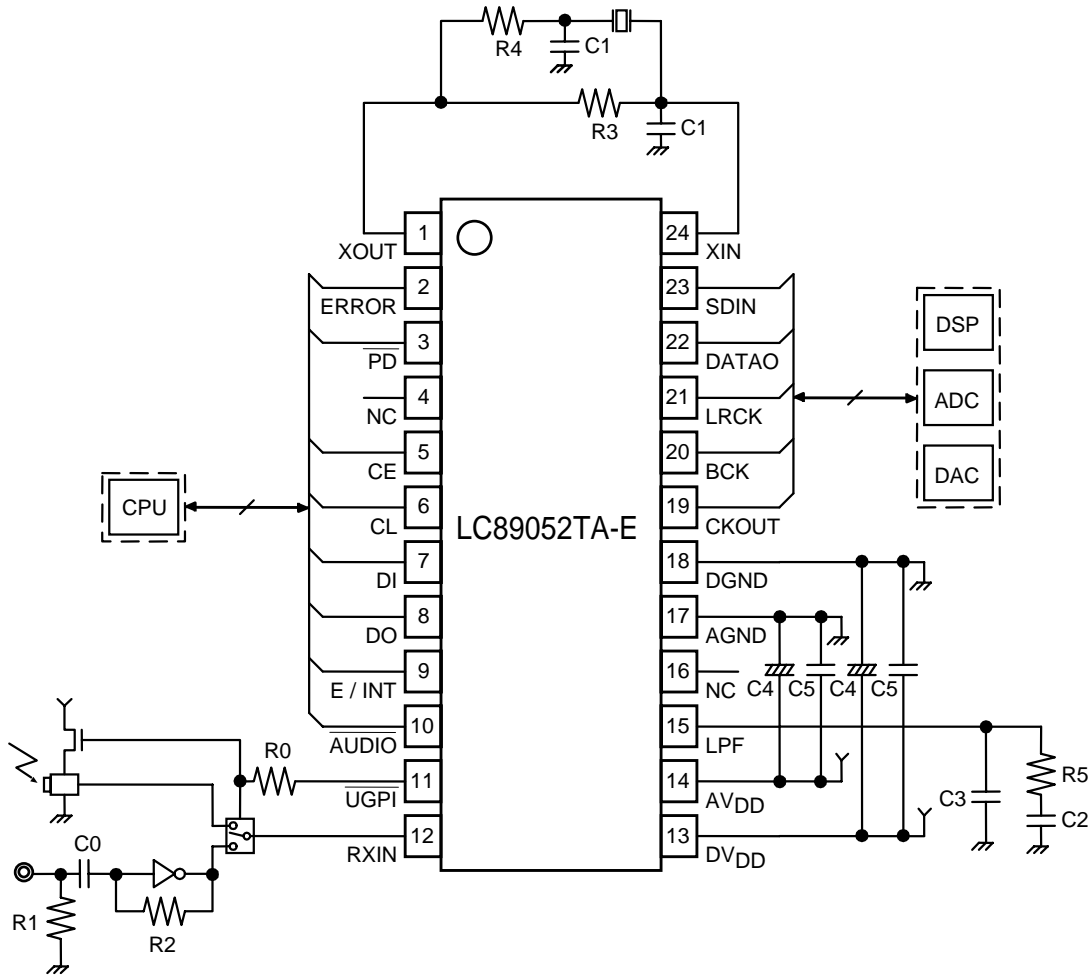 R4
C1
R3
C1
1
XOUT
24
XIN
2
ERROR
23
SDIN
3
PD
22
DATAO
DSP
4
NC
21
LRCK
ADC
5
CE
20
BCK
DAC
CPU
6
CL
LC89052TA-E
19
CKOUT
7
DI
18
DGND
8
DO
17
AGND
9
E / INT
16
NC
C4
C5
C4
C5
10
AUDIO
15
LPF
R0
11
UGPI
14
AVDD
C3
R5
12
RXIN
13
DVDD
C2
C0
R1
R2